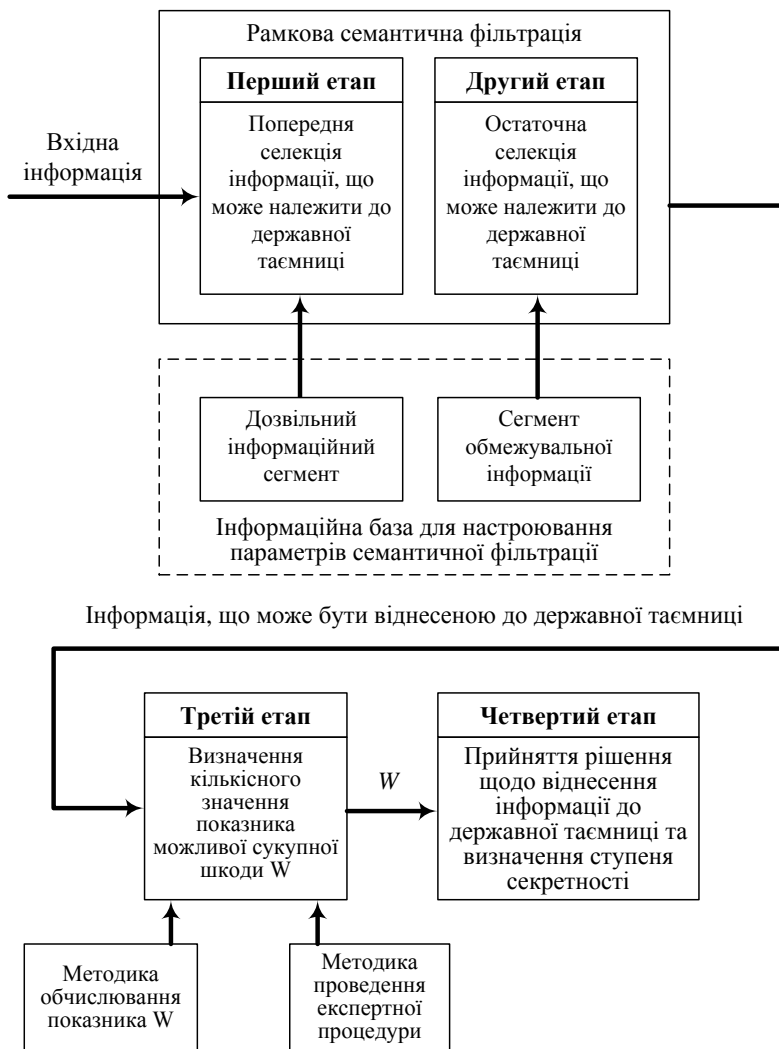 Рамкова семантична фільтрація
Перший етап
Попередня
селекція
інформації, що
може належити до
державної
таємниці
Другий етап
Остаточна
селекція
інформації, що
може належити до
державної
таємниці
Вхідна
інформація
Дозвільний
інформаційний
сегмент
Сегмент
обмежувальної
інформації
Інформаційна база для настроювання
параметрів семантичної фільтрації
Інформація, що може бути віднесеною до державної таємниці
Третій етап
Визначення
кількісного
значення
показника
можливої сукупної
шкоди W
W
Четвертий етап
Прийняття рішення
щодо віднесення
інформації до
державної таємниці та
визначення ступеня
секретності
Методика
обчислювання
показника W
Методика
проведення
експертної
процедури